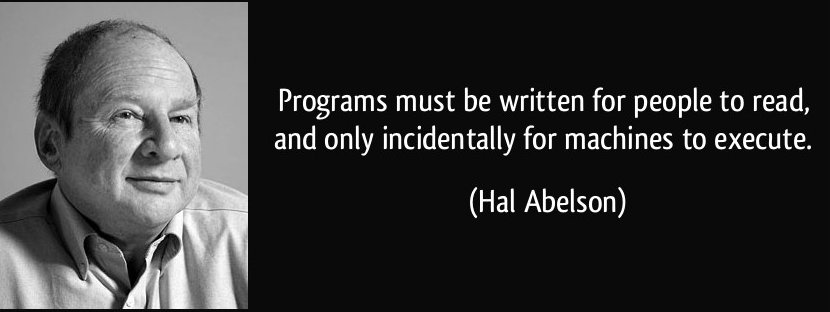 Programs must be written for people to read,
and only incidentally for machines to execute.
(Hal Abelson)